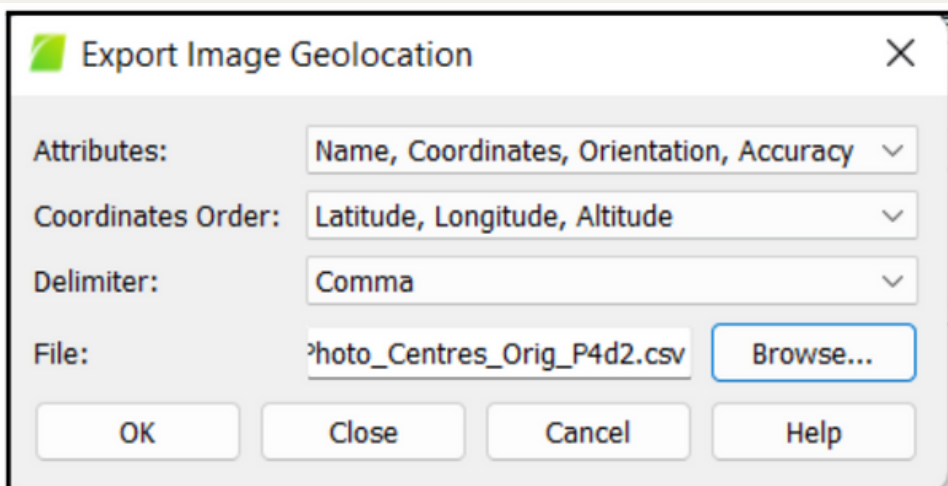 Export Image Geolocation
Attributes: Name, Coordinates, Orientation, Accuracy
Coordinates Order: Latitude, Longitude, Altitude
Delimiter: Comma
File: Photo_Centres_Orig_P4d2.csv Browse...
OK Close Cancel Help